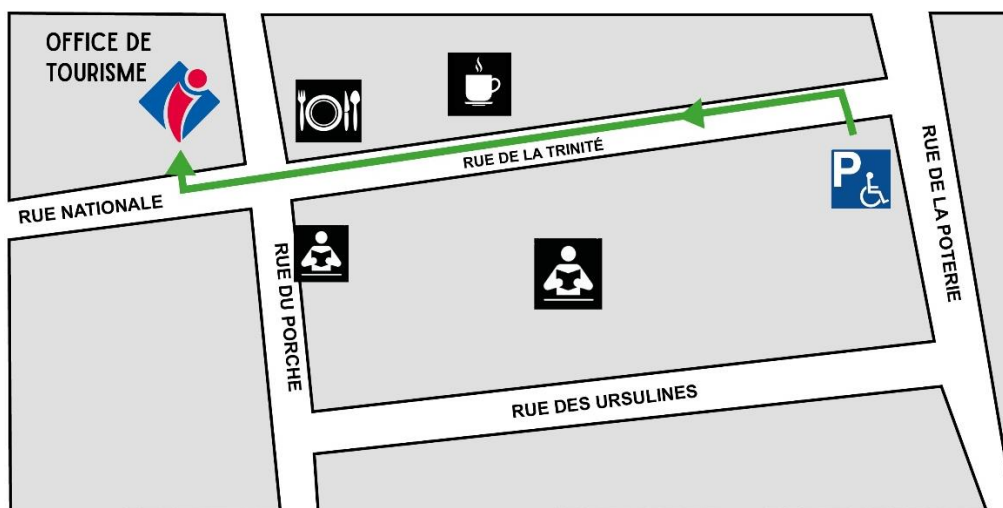 OFFICE DE
TOURISME
RUE DE LA TRINITÉ
P
RUE NATIONALE
RUE DE LA POTERIE
RUE DU PORCHE
RUE DES URSULINES